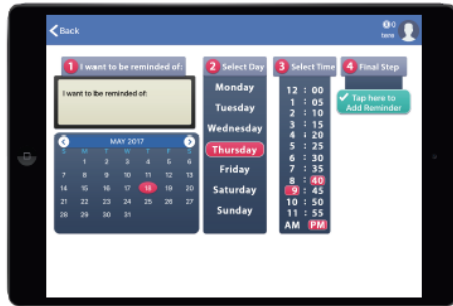 Back
0
tere
1 I want to be reminded of:
I want to be reminded of:
MAY 2017
S M T W T F S
1 2 3 4 5 6
7 8 9 10 11 12 13
14 15 16 17 18 19 20
21 22 23 24 25 26 27
28 29 30 31
2 Select Day
Monday
Tuesday
Wednesday
Thursday
Friday
Saturday
Sunday
3 Select Time
12 : 00
1 : 05
2 : 10
3 : 15
4 : 20
5 : 25
6 : 30
7 : 35
8 : 40
9 : 45
10 : 50
11 : 55
AM PM
4 Final Step
Tap here to
Add Reminder